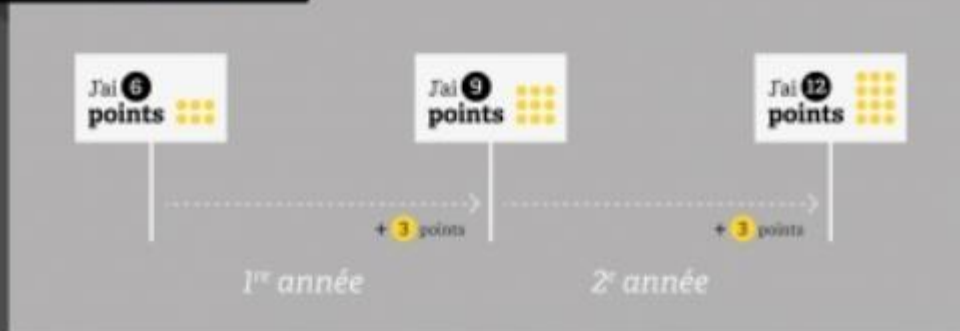 J'ai 6
points
J'ai 9
points
J'ai 12
points
+ 3 points
+ 3 points
1re année
2e année